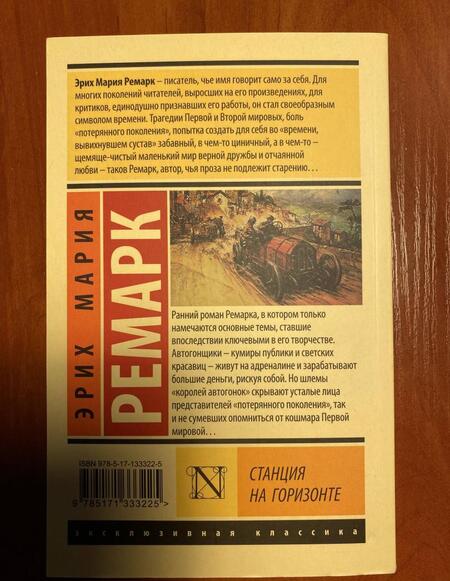 Эрих Мария Ремарк – писатель, чье имя говорит само за себя. Для
многих поколений читателей, выросших на его произведениях, для
критиков, единодушно признавших его работы, он стал своеобразным
символом времени. Трагедии Первой и Второй мировых, боль
«потерянного поколения», попытка создать для себя во «времени,
вывихнувшем сустав» забавный, в чем-то циничный, а в чем-то –
щемяще-чистый маленький мир верной дружбы и отчаянной
любви – таков Ремарк, автор, чья проза не подлежит старению…
ЭРИХ МАРИЯ
РЕМАРК
Ранний роман Ремарка, в котором только
намечаются основные темы, ставшие
впоследствии ключевыми в его творчестве.
Автогонщики – кумиры публики и светских
красавиц – живут на адреналине и зарабатывают
большие деньги, рискуя собой. Но шлемы
«королей автогонок» скрывают усталые лица
представителей «потерянного поколения», так
и не сумевших опомниться от кошмара Первой
мировой…
ISBN 978-5-17-133322-5
9 785171 333225 >
N
СТАНЦИЯ
НА ГОРИЗОНТЕ
эксклюзивная классика